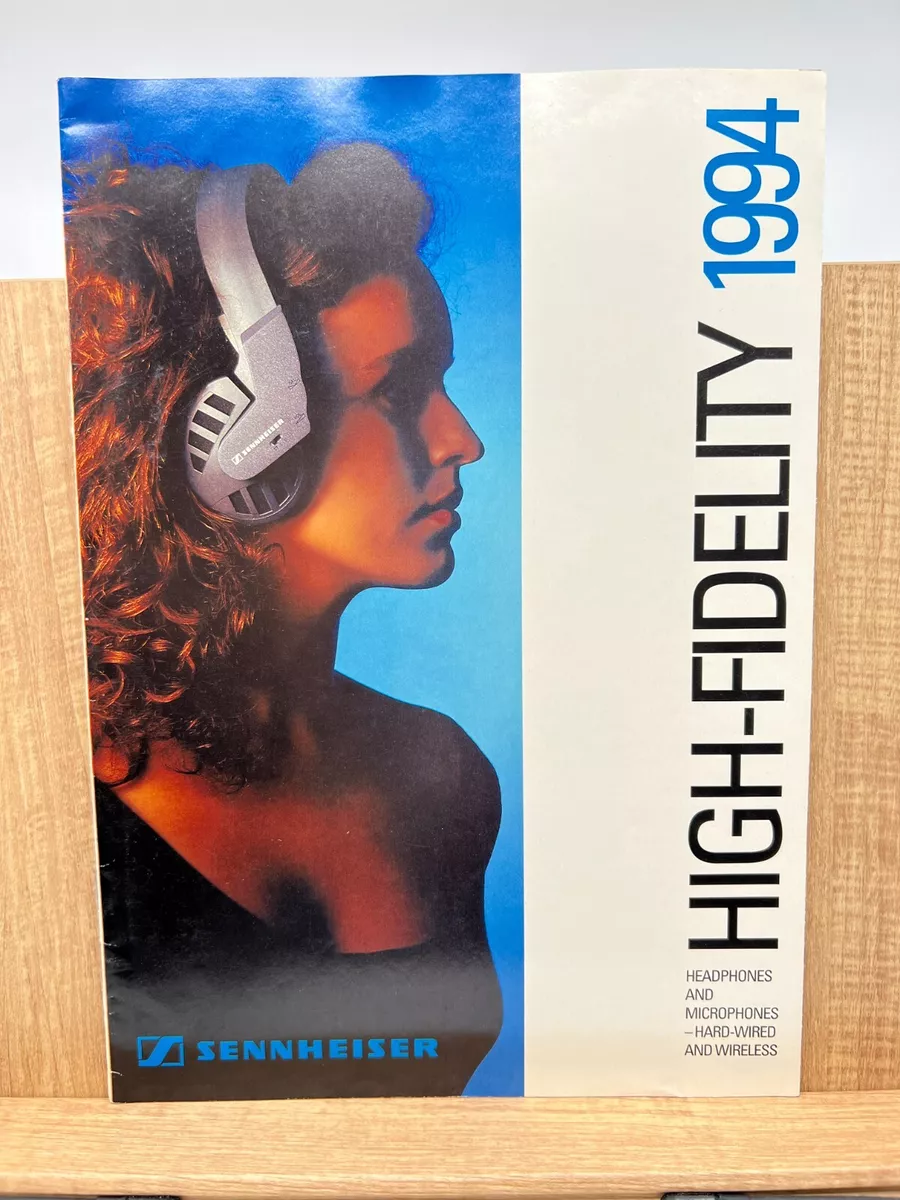 HIGH-FIDELITY 1994
SENNHEISER
HEADPHONES
AND
MICROPHONES
–HARD-WIRED
AND WIRELESS
SENNHEISER